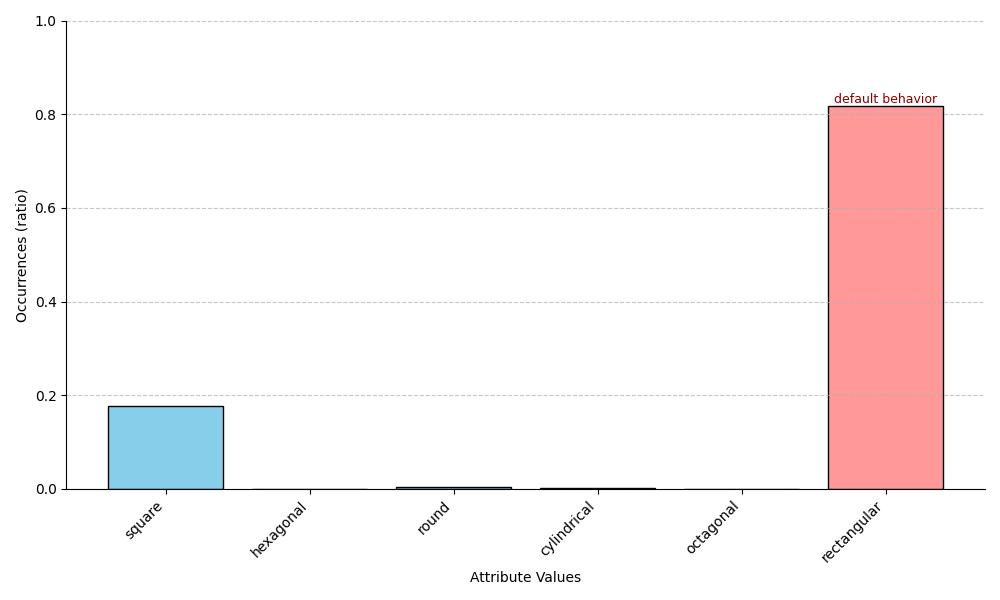 1.0
0.8
0.6
0.4
0.2
0.0
Occurrences (ratio)
default behavior
square
hexagonal
round
cylindrical
octagonal
rectangular
Attribute Values